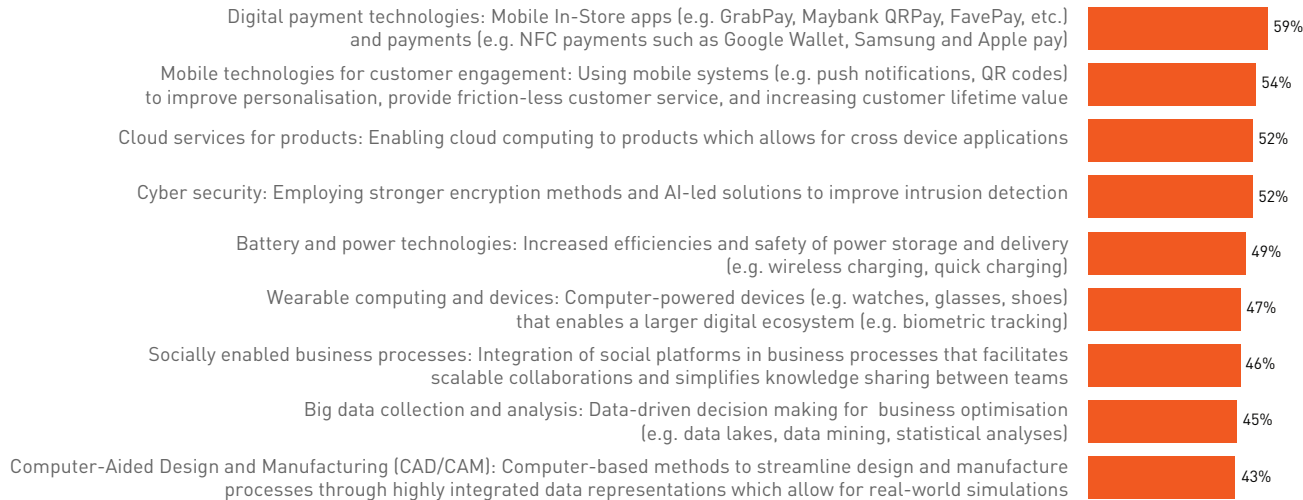 Digital payment technologies: Mobile In-Store apps (e.g. GrabPay, Maybank QRPay, FavePay, etc.)
and payments (e.g. NFC payments such as Google Wallet, Samsung and Apple pay)
59%
Mobile technologies for customer engagement: Using mobile systems (e.g. push notifications, QR codes)
to improve personalisation, provide friction-less customer service, and increasing customer lifetime value
54%
Cloud services for products: Enabling cloud computing to products which allows for cross device applications
52%
Cyber security: Employing stronger encryption methods and AI-led solutions to improve intrusion detection
52%
Battery and power technologies: Increased efficiencies and safety of power storage and delivery
(e.g. wireless charging, quick charging)
49%
Wearable computing and devices: Computer-powered devices (e.g. watches, glasses, shoes)
that enables a larger digital ecosystem (e.g. biometric tracking)
47%
Socially enabled business processes: Integration of social platforms in business processes that facilitates
scalable collaborations and simplifies knowledge sharing between teams
46%
Big data collection and analysis: Data-driven decision making for business optimisation
(e.g. data lakes, data mining, statistical analyses)
45%
Computer-Aided Design and Manufacturing (CAD/CAM): Computer-based methods to streamline design and manufacture
processes through highly integrated data representations which allow for real-world simulations
43%